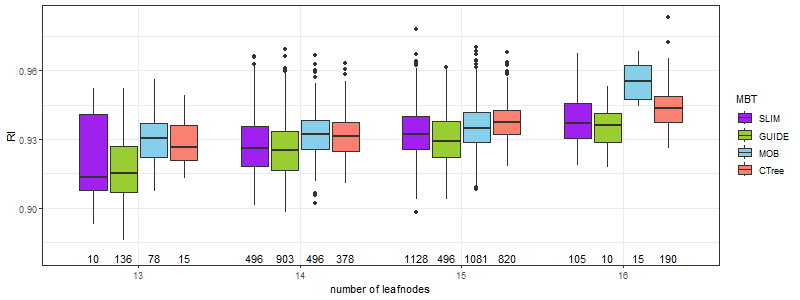 RI
0.96
0.93
0.90
10 136 78 15 496 903 496 378 1128 496 1081 820 105 10 15 190
13 14 15 16
number of leafnodes
MBT
SLIM
GUIDE
MOB
CTree